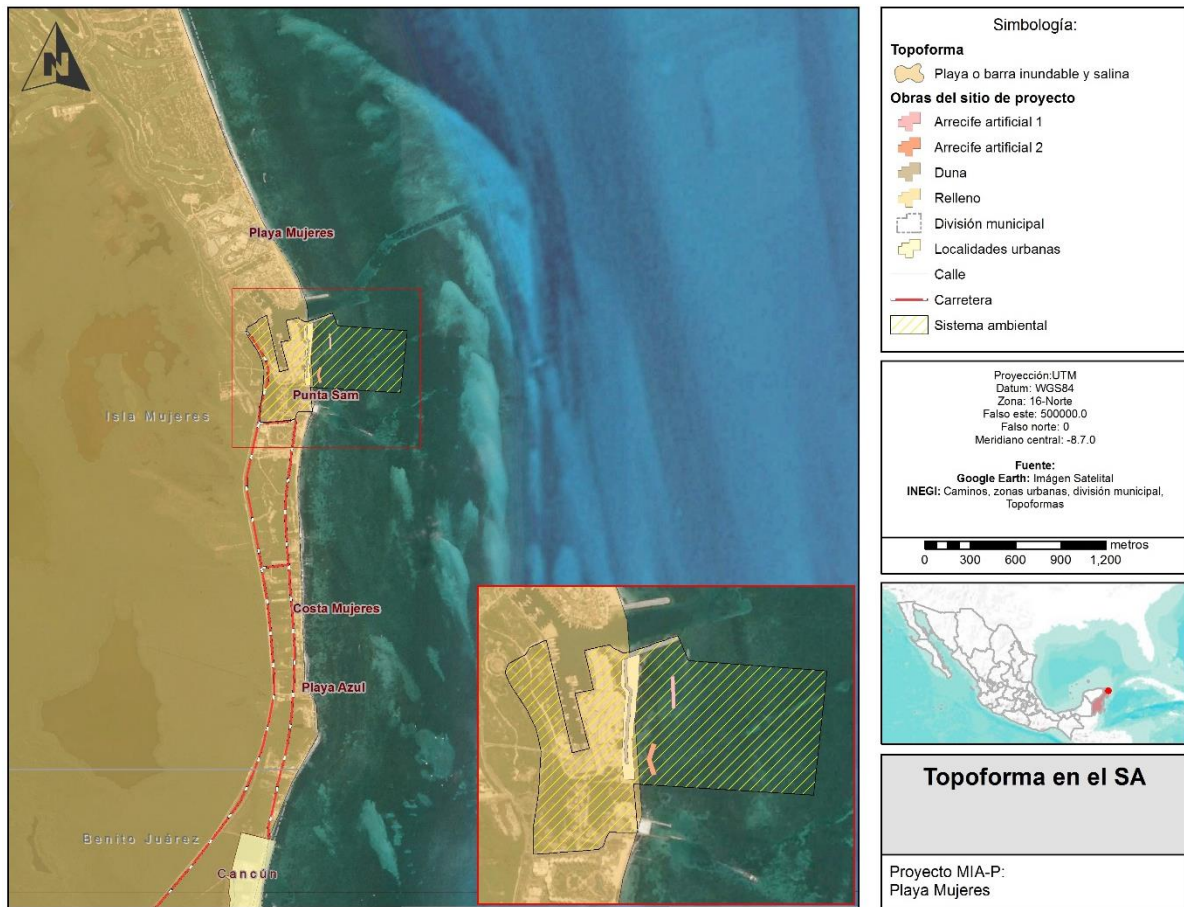 N
Playa Mujeres
Punta Sam
Isla Mujeres
Costa Mujeres
Playa Azul
Benito Juárez
Cancún
Simbología:
Topoforma
Playa o barra inundable y salina
Obras del sitio de proyecto
Arrecife artificial 1
Arrecife artificial 2
Duna
Relleno
División municipal
Localidades urbanas
Calle
Carretera
Sistema ambiental
Proyección:UTM
Datum: WGS84
Zona: 16-Norte
Falso este: 500000.0
Falso norte: 0
Meridiano central: -8.7.0
Fuente:
Google Earth: Imágen Satelital
INEGI: Caminos, zonas urbanas, división municipal,
Topoformas
metros
0 300 600 900 1,200
Topoforma en el SA
Proyecto MIA-P:
Playa Mujeres